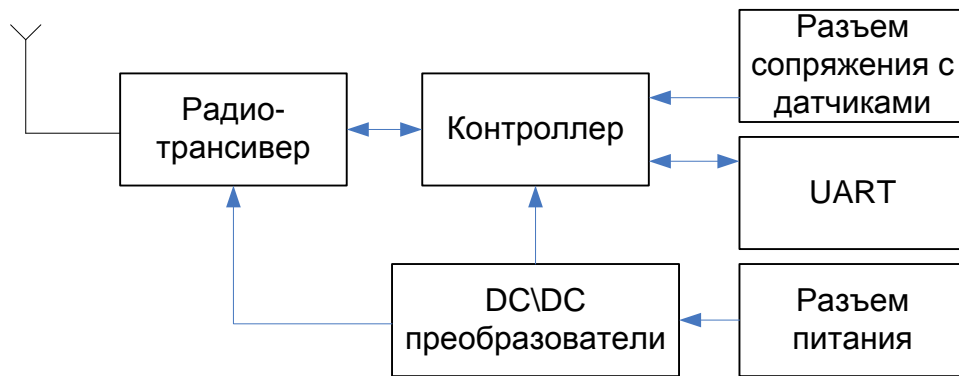 Радио-
трансивер
Контроллер
Разъем
сопряжения с
датчиками
UART
DC\DC
преобразователи
Разъем
питания